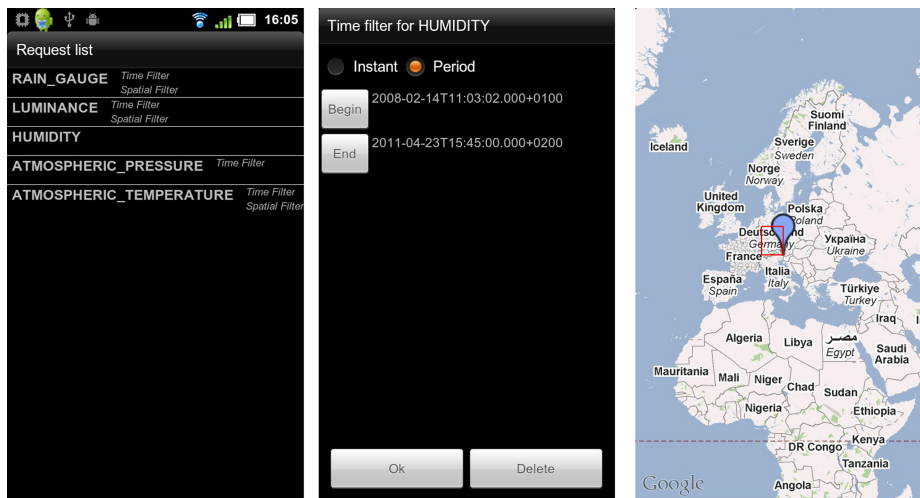 16:05
Request list
RAIN_GAUGE Time Filter
Spatial Filter
LUMINANCE Time Filter
Spatial Filter
HUMIDITY
ATMOSPHERIC_PRESSURE Time Filter
ATMOSPHERIC_TEMPERATURE Time Filter
Spatial Filter
Time filter for HUMIDITY
Instant Period
Begin 2008-02-14T11:03:02.000+0100
End 2011-04-23T15:45:00.000+0200
Ok Delete
Suomi
Finland
Iceland
Sverige
Sweden
Norge
Norway
United
Kingdom
Polska
Poland
Germany
Україна
Ukraine
France
Italia
Italy
España
Spain
Türkiye
Turkey
Iraq
Algeria
Libya
مصر
Egypt
Saudi
Arabia
Mauritania
Mali
Niger
Chad
Sudan
Nigeria
Ethiopia
DR Congo
Kenya
Tanzania
Angola
Google